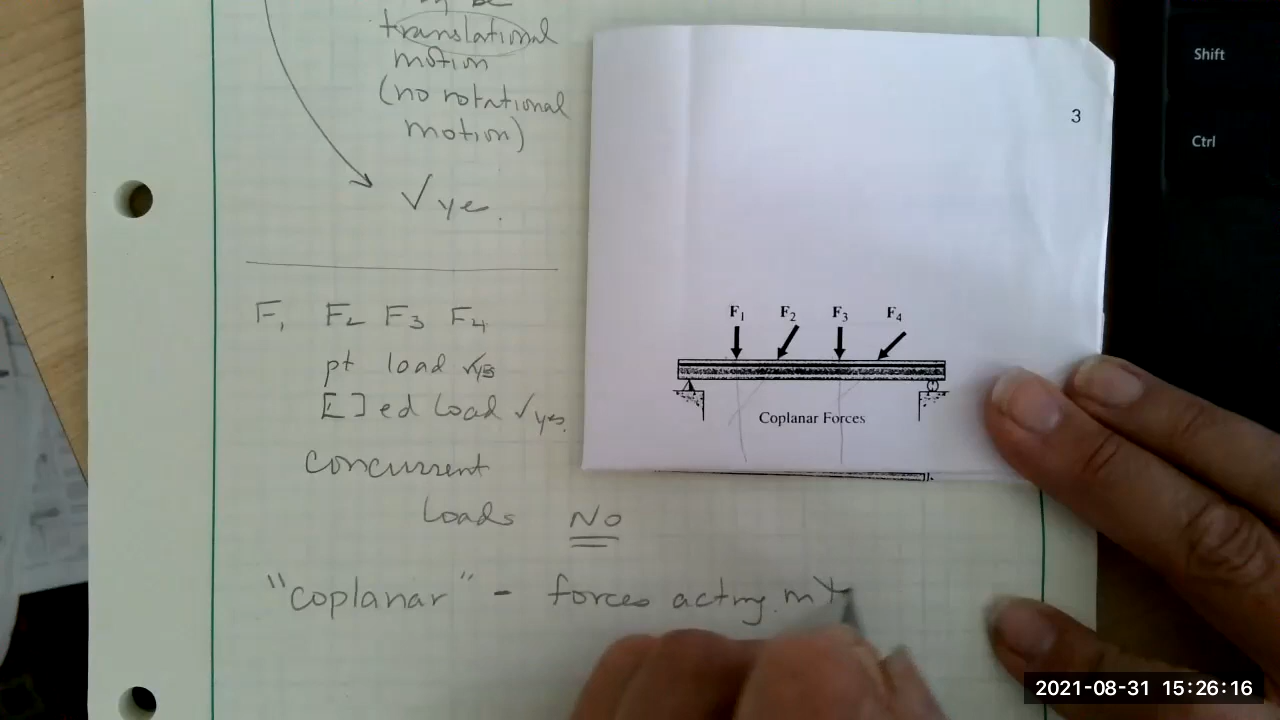 be
translational
motion
(no rotational
motion)
√ ye.
F₁ F₂ F₃ F₄
pt load √ yes
[ ] ed Load √ yes.
concurrent
Loads No
"coplanar" - forces acting in
3
F₁ F₂ F₃ F₄
Coplanar Forces
Shift
Ctrl
2021-08-31 15:26:16